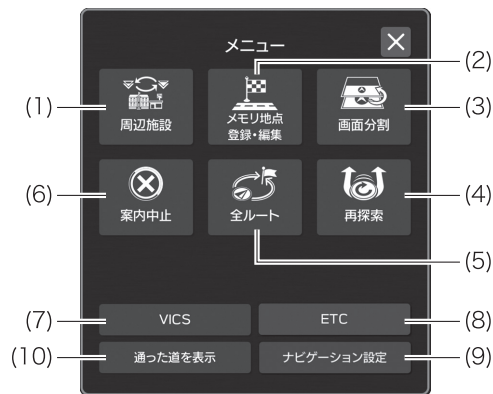 メニュー
(2)
(1)
周辺施設
メモリ地点
登録・編集
画面分割
(3)
(6)
案内中止
全ルート
再探索
(4)
(5)
(7)
VICS
ETC
(8)
(10)
通った道を表示
ナビゲーション設定
(9)